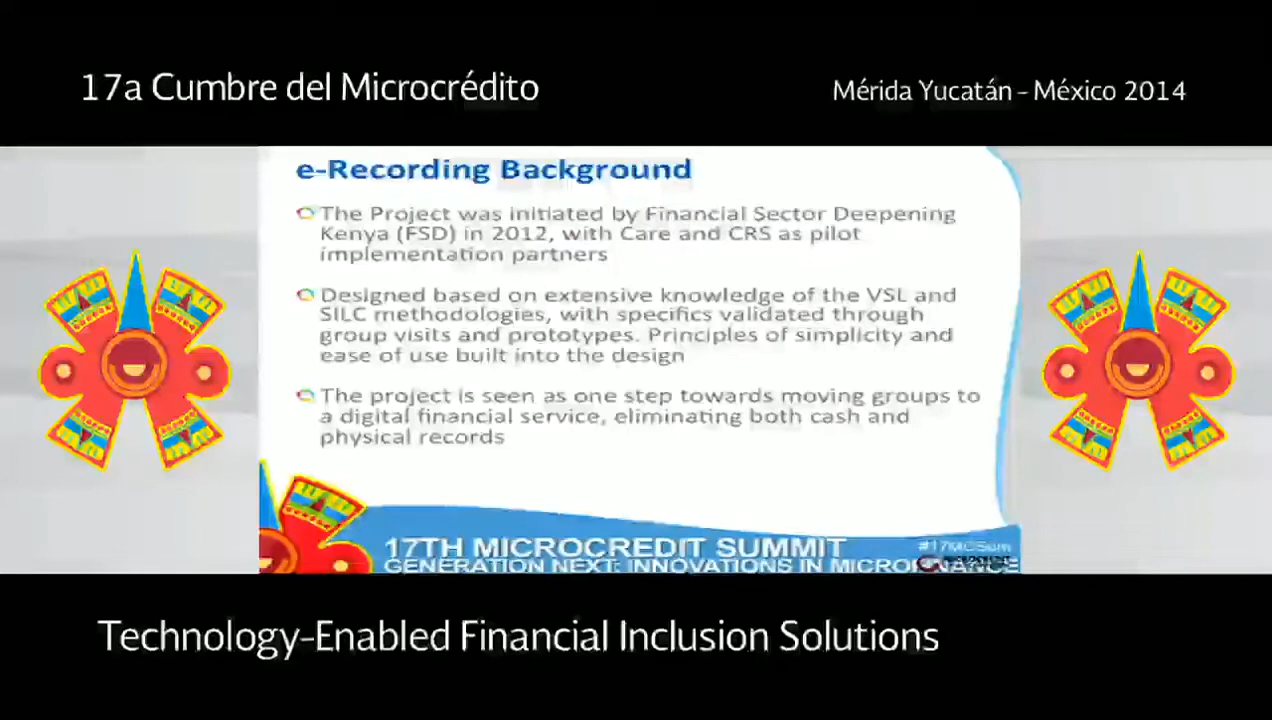 17a Cumbre del Microcrédito
Mérida Yucatán - México 2014
e-Recording Background
The Project was initiated by Financial Sector Deepening
Kenya (FSD) in 2012, with Care and CRS as pilot
implementation partners
Designed based on extensive knowledge of the VSL and
SILC methodologies, with specifics validated through
group visits and prototypes. Principles of simplicity and
ease of use built into the design
The project is seen as one step towards moving groups to
a digital financial service, eliminating both cash and
physical records
17TH MICROCREDIT SUMMIT
#17MCSum
GENERATION NEXT: INNOVATIONS IN MICROFINANCE
Technology-Enabled Financial Inclusion Solutions